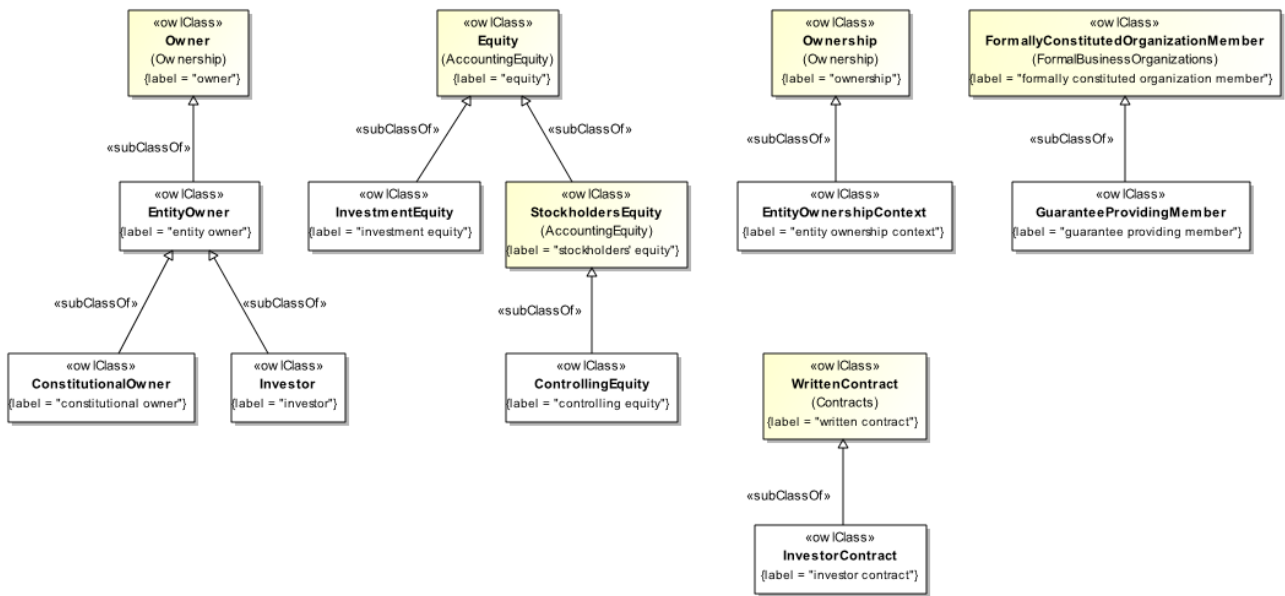 «owlClass»
Owner
(Ownership)
{label = "owner"}
«owlClass»
Equity
(AccountingEquity)
{label = "equity"}
«owlClass»
Ownership
(Ownership)
{label = "ownership"}
«owlClass»
FormallyConstitutedOrganizationMember
(FormalBusinessOrganizations)
{label = "formally constituted organization member"}
«subClassOf»
«subClassOf»
«subClassOf»
«subClassOf»
«subClassOf»
«owlClass»
EntityOwner
{label = "entity owner"}
«owlClass»
InvestmentEquity
{label = "investment equity"}
«owlClass»
StockholdersEquity
(AccountingEquity)
{label = "stockholders' equity"}
«owlClass»
EntityOwnershipContext
{label = "entity ownership context"}
«owlClass»
GuaranteeProvidingMember
{label = "guarantee providing member"}
«subClassOf»
«subClassOf»
«subClassOf»
«owlClass»
ConstitutionalOwner
{label = "constitutional owner"}
«owlClass»
Investor
{label = "investor"}
«owlClass»
ControllingEquity
{label = "controlling equity"}
«owlClass»
WrittenContract
(Contracts)
{label = "written contract"}
«subClassOf»
«owlClass»
InvestorContract
{label = "investor contract"}